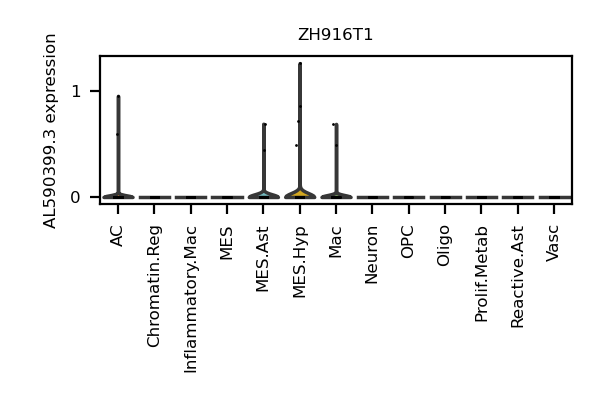 ZH916T1
AL590399.3 expression
1
0
AC
Chromatin.Reg
Inflammatory.Mac
MES
MES.Ast
MES.Hyp
Mac
Neuron
OPC
Oligo
Prolif.Metab
Reactive.Ast
Vasc